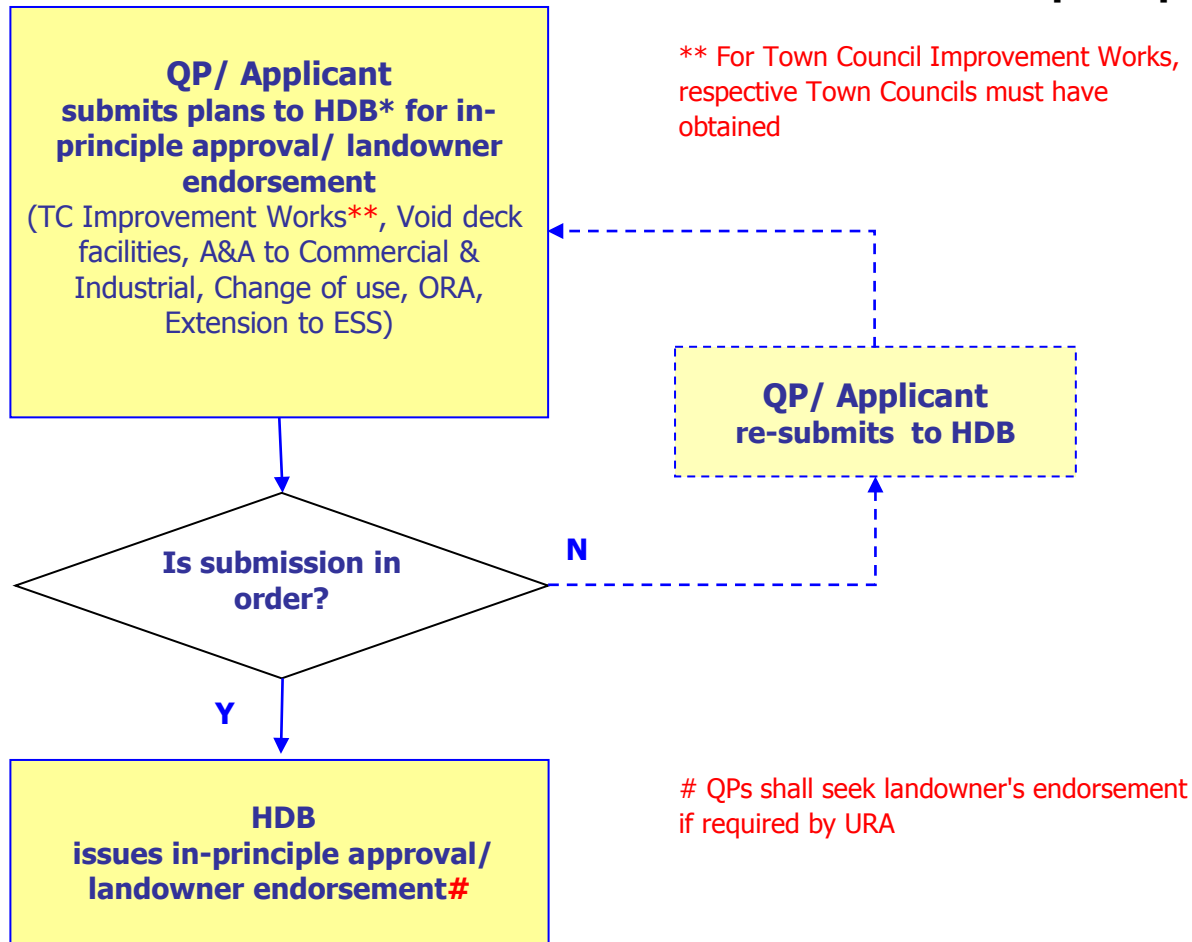 QP/ Applicant
submits plans to HDB* for in-
principle approval/ landowner
endorsement
(TC Improvement Works**, Void deck
facilities, A&A to Commercial &
Industrial, Change of use, ORA,
Extension to ESS)
** For Town Council Improvement Works,
respective Town Councils must have
obtained
QP/ Applicant
re-submits to HDB
Is submission in
order?
N
Y
HDB
issues in-principle approval/
landowner endorsement#
# QPs shall seek landowner's endorsement
if required by URA